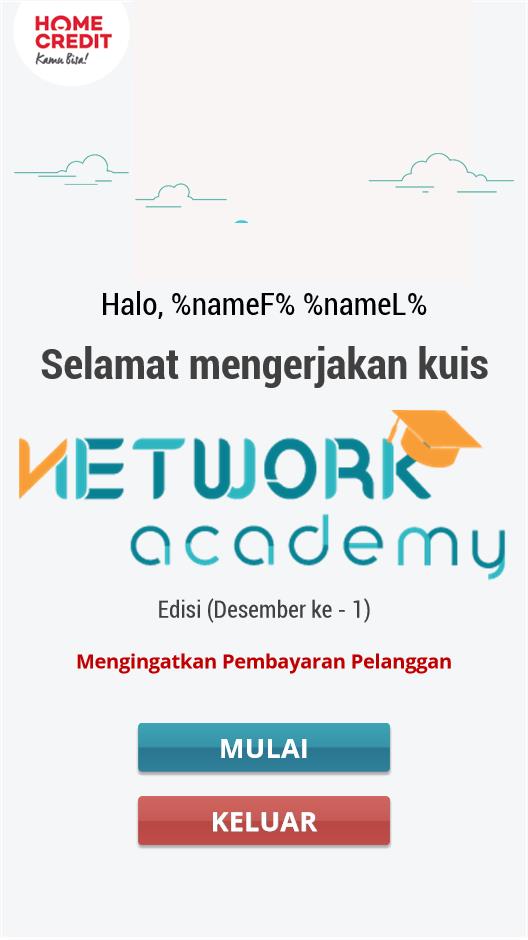 HOME
CREDIT
Kamu Bisa!
Halo, %nameF% %nameL%
Selamat mengerjakan kuis
NETWORK
academy
Edisi (Desember ke - 1)
Mengingatkan Pembayaran Pelanggan
MULAI
KELUAR